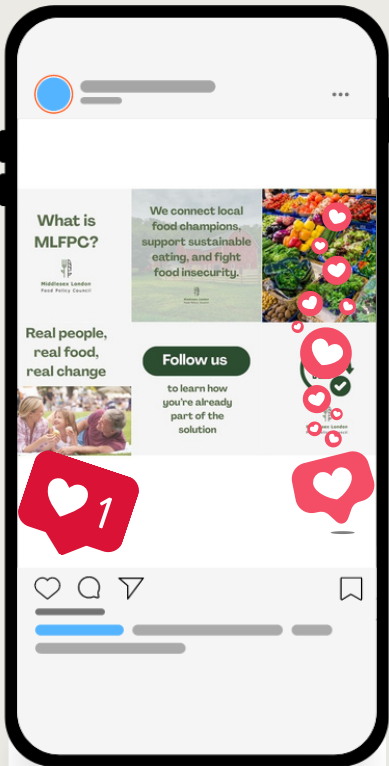 What is
MLFPC?
Middlesex London
Food Policy Council
We connect local
food champions,
support sustainable
eating, and fight
food insecurity.
Real people,
real food,
real change
Follow us
to learn how
you're already
part of the
solution
1